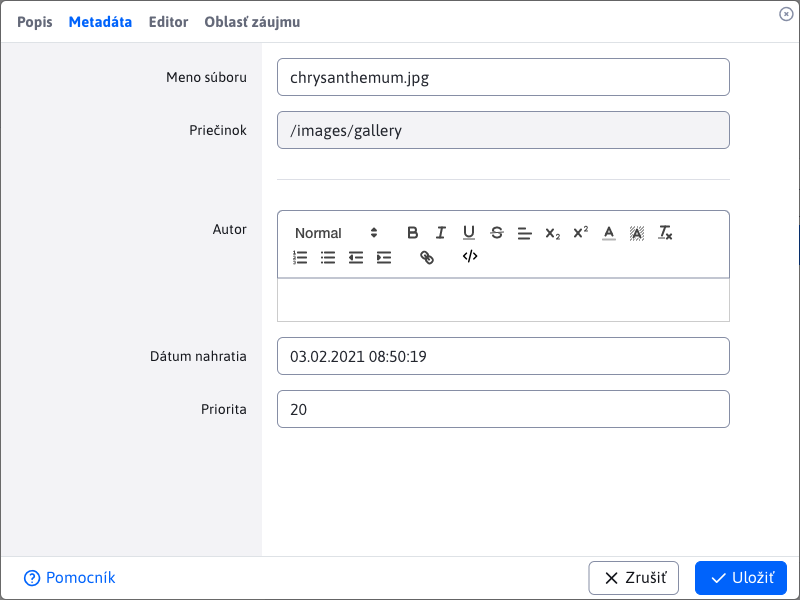 Popis Metadáta Editor Oblasť záujmu
Meno súboru chrysanthemum.jpg
Priečinok /images/gallery
Autor Normal
Dátum nahratia 03.02.2021 08:50:19
Priorita 20
Pomocník Zrušiť Uložiť